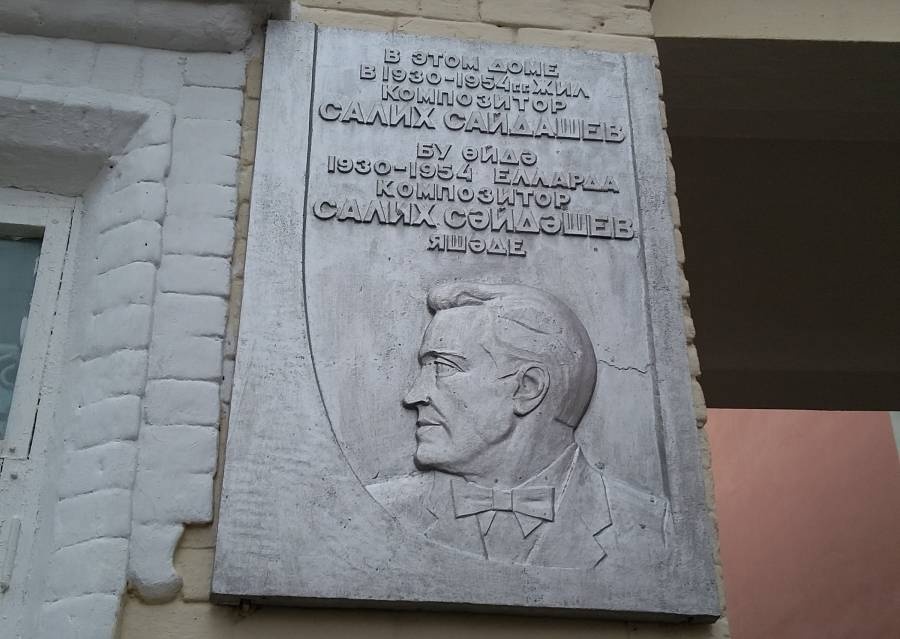 В ЭТОМ ДОМЕ
В 1930-1954 гг. ЖИЛ
КОМПОЗИТОР
САЛИХ САЙДАШЕВ
БУ ӨЙДӘ
1930-1954 ЕЛЛАРДА
КОМПОЗИТОР
САЛИХ СӘЙДӘШЕВ
ЯШӘДЕ